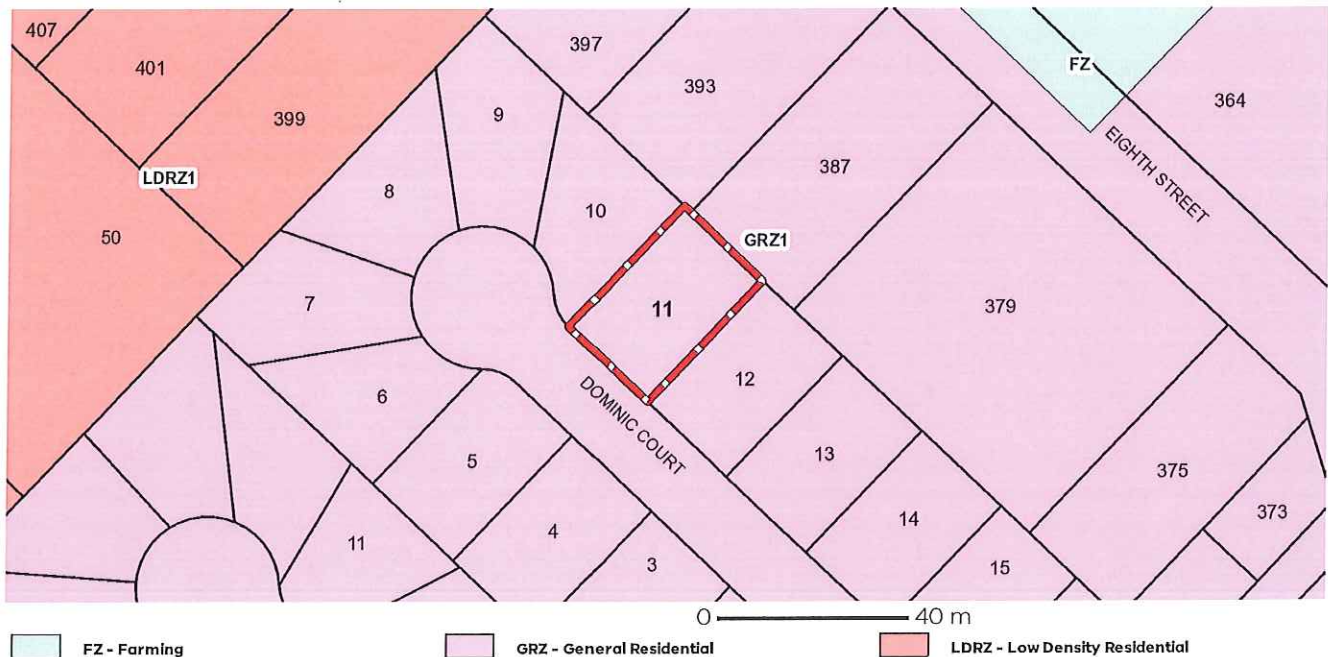 407
397
FZ
401
9
393
364
399
EIGHTH STREET
387
LDRZ1
8
10
50
GRZ1
7
11
379
12
6
DOMINIC COURT
13
5
375
14
373
4
11
3
15
0 40 m
FZ - Farming
GRZ - General Residential
LDRZ - Low Density Residential